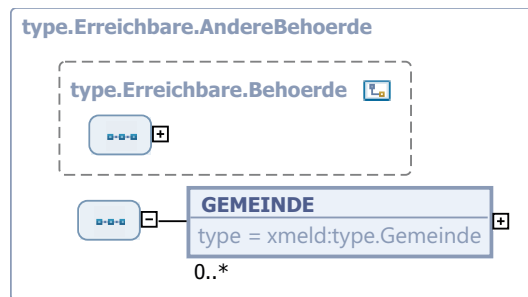 type.Erreichbare.AndereBehoerde
type.Erreichbare.Behoerde
GEMEINDE
type = xmeld:type.Gemeinde
0..*